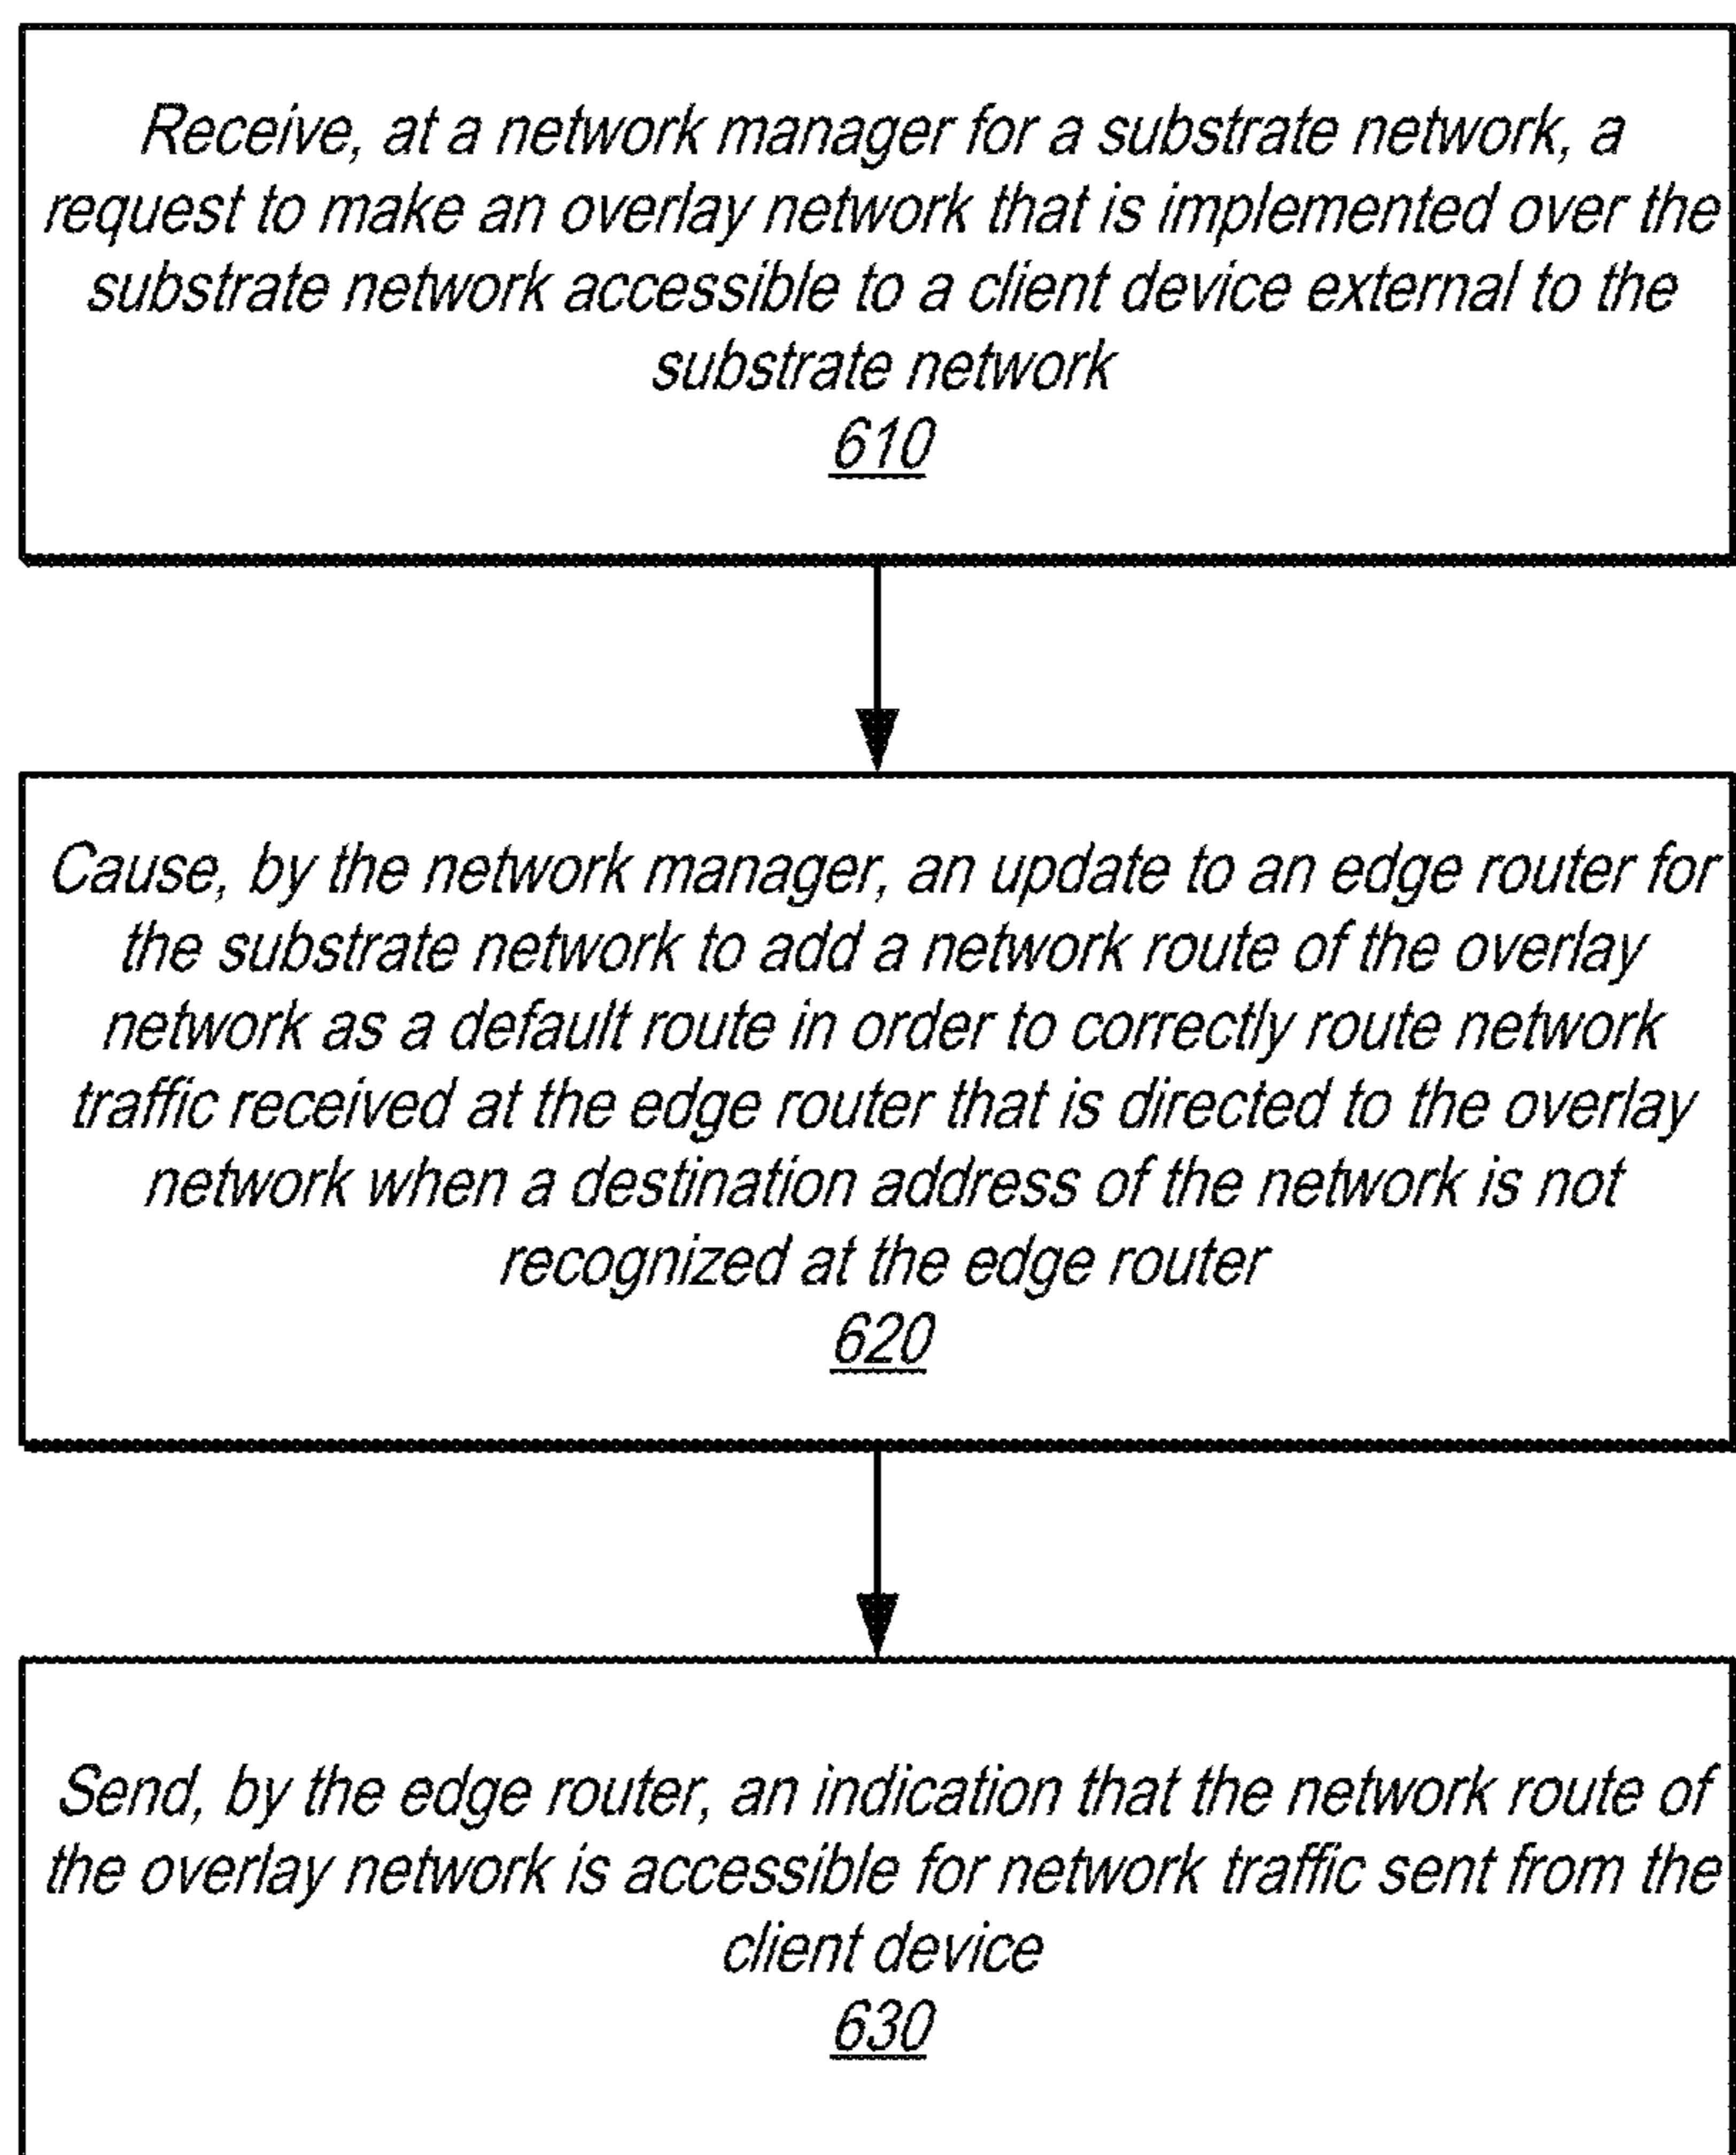 Receive, at a network manager for a substrate network, a
request to make an overlay network that is implemented over the
substrate network accessible to a client device external to the
substrate network
610
Cause, by the network manager, an update to an edge router for
the substrate network to add a network route of the overlay
network as a default route in order to correctly route network
traffic received at the edge router that is directed to the overlay
network when a destination address of the network is not
recognized at the edge router
620
Send, by the edge router, an indication that the network route of
the overlay network is accessible for network traffic sent from the
client device
630